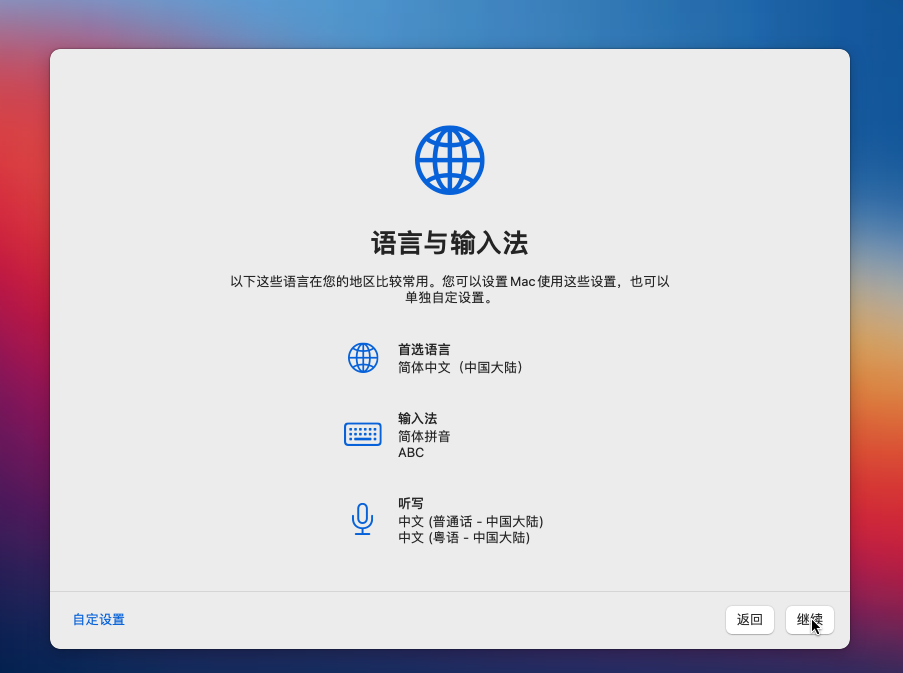 语言与输入法
以下这些语言在您的地区比较常用。您可以设置 Mac 使用这些设置，也可以
单独自定设置。
首选语言
简体中文（中国大陆）
输入法
简体拼音
ABC
听写
中文 (普通话 - 中国大陆)
中文 (粤语 - 中国大陆)
自定设置
返回
继续